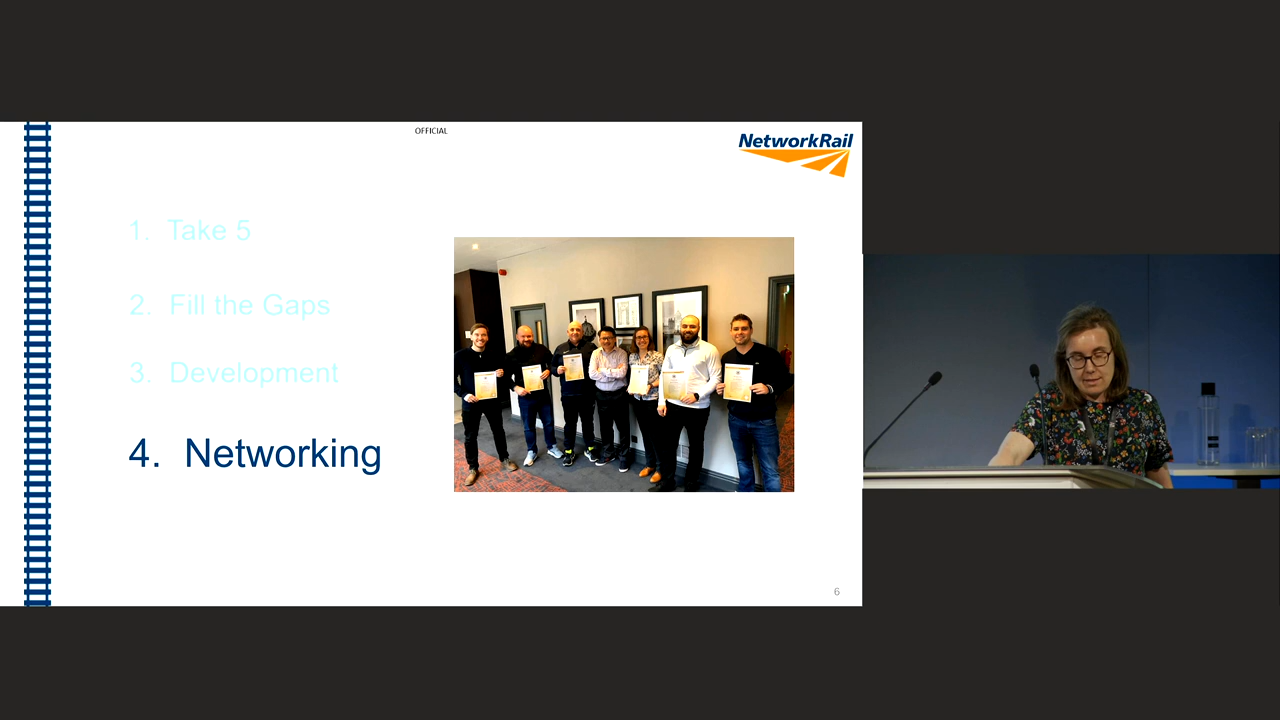 OFFICIAL
NetworkRail
1. Take 5
2. Fill the Gaps
3. Development
4. Networking
6